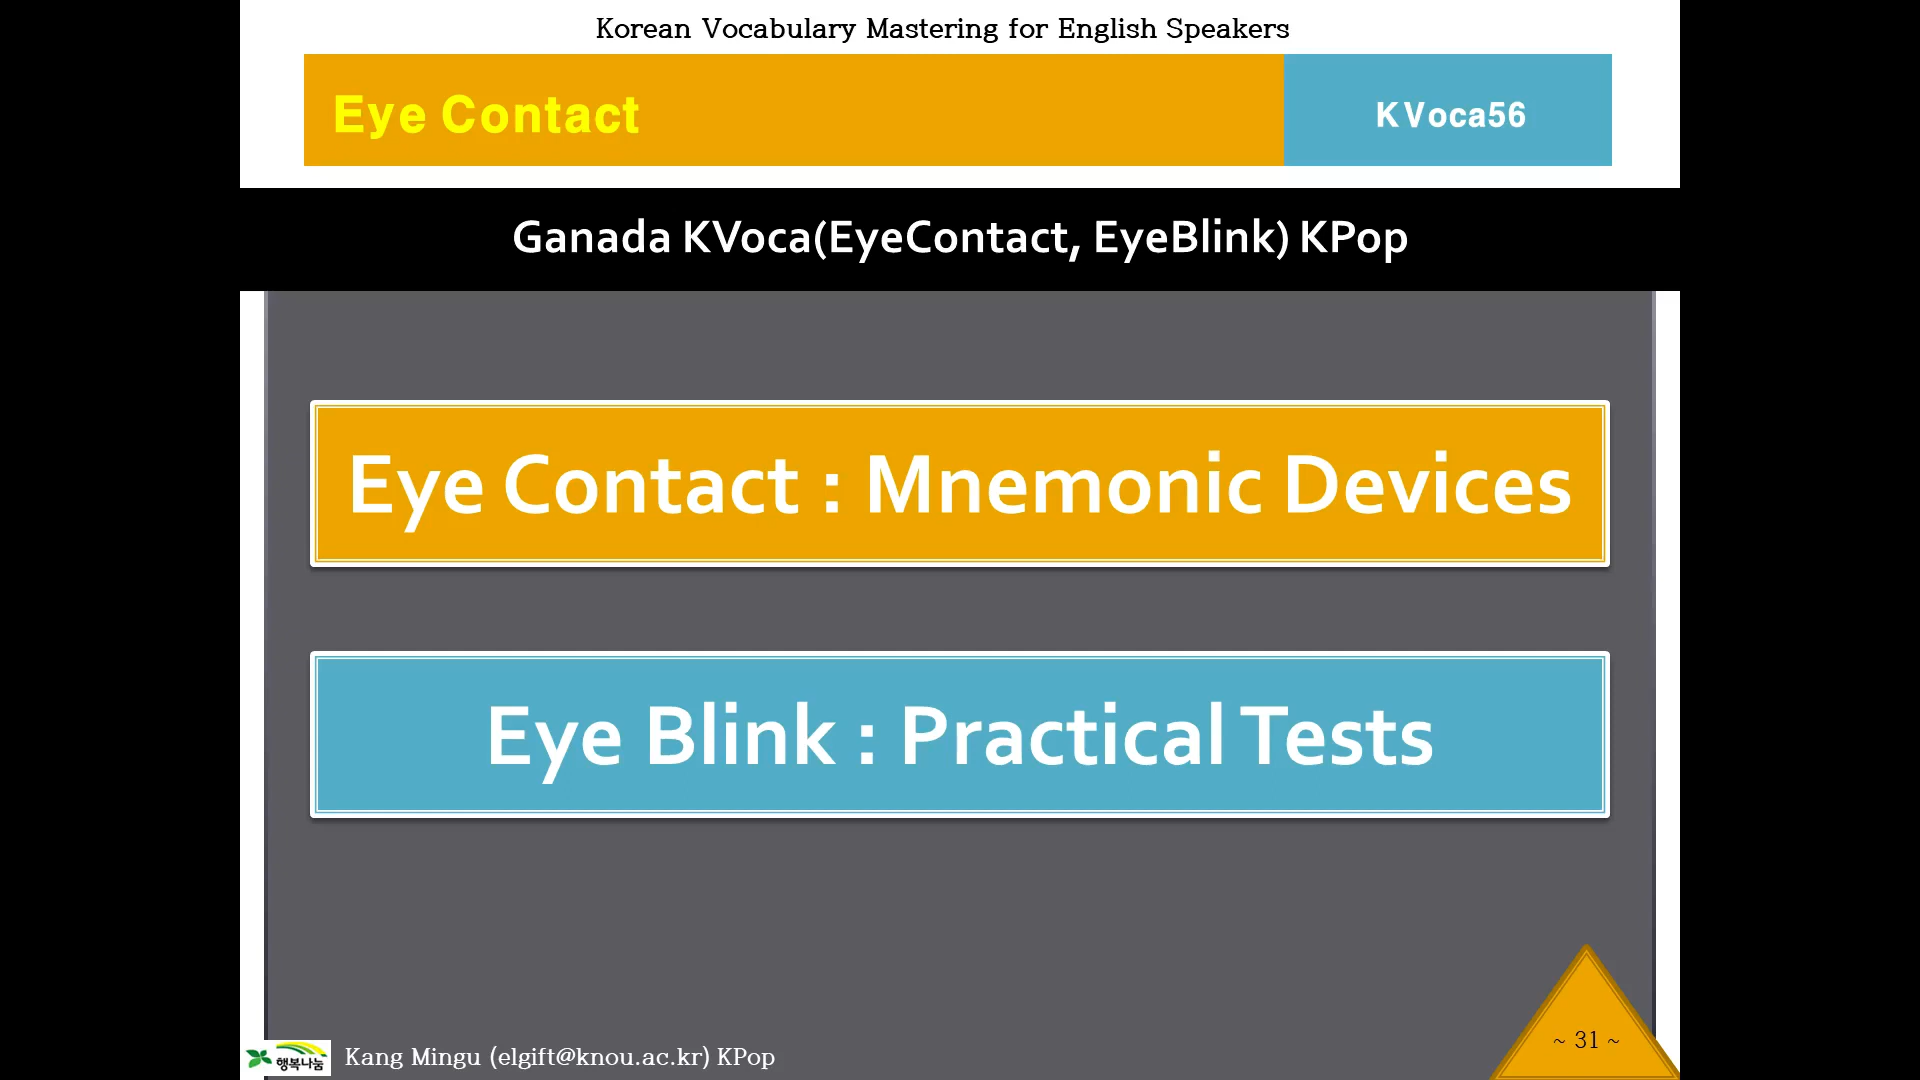 Korean Vocabulary Mastering for English Speakers
Eye Contact
KVoca56
Ganada KVoca(EyeContact, EyeBlink) KPop
Eye Contact : Mnemonic Devices
Eye Blink : Practical Tests
~ 31 ~
행복나눔
Kang Mingu (elgift@knou.ac.kr) KPop